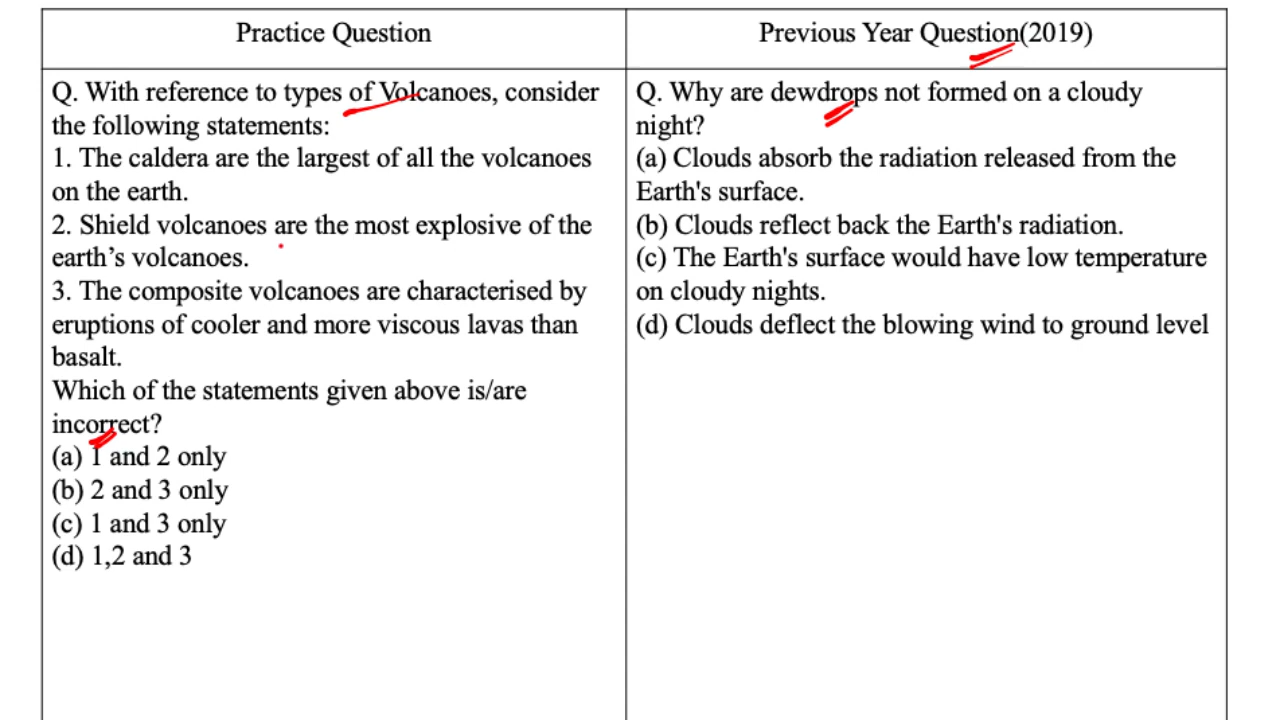 Practice Question
Q. With reference to types of Volcanoes, consider
the following statements:
1. The caldera are the largest of all the volcanoes
on the earth.
2. Shield volcanoes are the most explosive of the
earth’s volcanoes.
3. The composite volcanoes are characterised by
eruptions of cooler and more viscous lavas than
basalt.
Which of the statements given above is/are
incorrect?
(a) 1 and 2 only
(b) 2 and 3 only
(c) 1 and 3 only
(d) 1,2 and 3
Previous Year Question(2019)
Q. Why are dewdrops not formed on a cloudy
night?
(a) Clouds absorb the radiation released from the
Earth's surface.
(b) Clouds reflect back the Earth's radiation.
(c) The Earth's surface would have low temperature
on cloudy nights.
(d) Clouds deflect the blowing wind to ground level